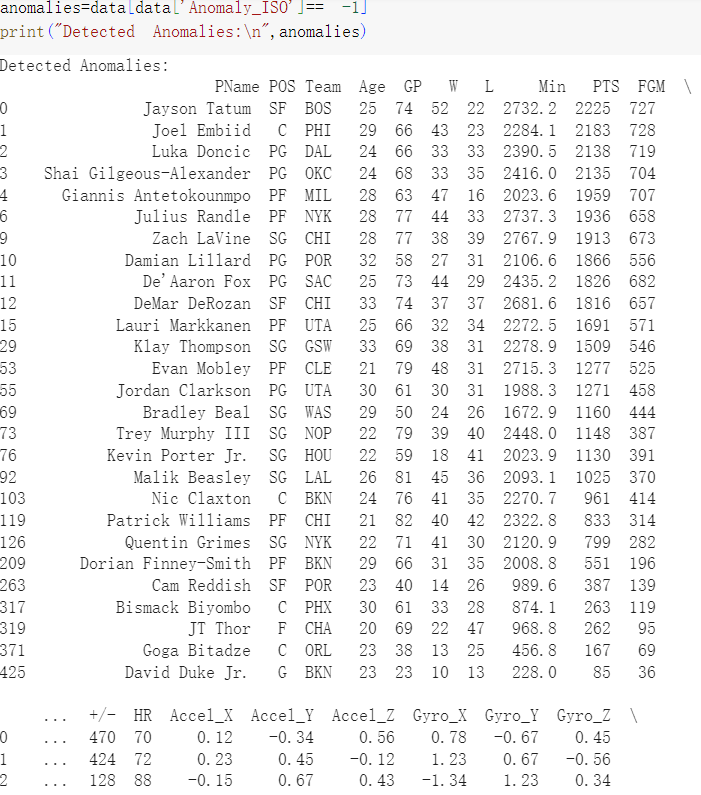 anomalies=data[data['Anomaly_ISO']== -1]
print("Detected Anomalies:\n",anomalies)
Detected Anomalies:
PName POS Team Age GP W L Min PTS FGM \
0 Jayson Tatum SF BOS 25 74 52 22 2732.2 2225 727
1 Joel Embiid C PHI 29 66 43 23 2284.1 2183 728
2 Luka Doncic PG DAL 24 66 33 33 2390.5 2138 719
3 Shai Gilgeous-Alexander PG OKC 24 68 33 35 2416.0 2135 704
4 Giannis Antetokounmpo PF MIL 28 63 47 16 2023.6 1959 707
6 Julius Randle PF NYK 28 77 44 33 2737.3 1936 658
9 Zach LaVine SG CHI 28 77 38 39 2767.9 1913 673
10 Damian Lillard PG POR 32 58 27 31 2106.6 1866 556
11 De'Aaron Fox PG SAC 25 73 44 29 2435.2 1826 682
12 DeMar DeRozan SF CHI 33 74 37 37 2681.6 1816 657
15 Lauri Markkanen PF UTA 25 66 32 34 2272.5 1691 571
29 Klay Thompson SG GSW 33 69 38 31 2278.9 1509 546
53 Evan Mobley PF CLE 21 79 48 31 2715.3 1277 525
55 Jordan Clarkson PG UTA 30 61 30 31 1988.3 1271 458
69 Bradley Beal SG WAS 29 50 24 26 1672.9 1160 444
73 Trey Murphy III SG NOP 22 79 39 40 2448.0 1148 387
76 Kevin Porter Jr. SG HOU 22 59 18 41 2023.9 1130 391
92 Malik Beasley SG LAL 26 81 45 36 2093.1 1025 370
103 Nic Claxton C BKN 24 76 41 35 2270.7 961 414
119 Patrick Williams PF CHI 21 82 40 42 2322.8 833 314
126 Quentin Grimes SG NYK 22 71 41 30 2120.9 799 282
209 Dorian Finney-Smith PF BKN 29 66 31 35 2008.8 551 196
263 Cam Reddish SF POR 23 40 14 26 989.6 387 139
317 Bismack Biyombo C PHX 30 61 33 28 874.1 263 119
319 JT Thor F CHA 20 69 22 47 968.8 262 95
371 Goga Bitadze C ORL 23 38 13 25 456.8 167 69
425 David Duke Jr. G BKN 23 23 10 13 228.0 85 36
... +/- HR Accel_X Accel_Y Accel_Z Gyro_X Gyro_Y Gyro_Z \
0 ... 470 70 0.12 -0.34 0.56 0.78 -0.67 0.45
1 ... 424 72 0.23 0.45 -0.12 1.23 0.67 -0.56
2 ... 128 88 -0.15 0.67 0.43 -1.34 1.23 0.34